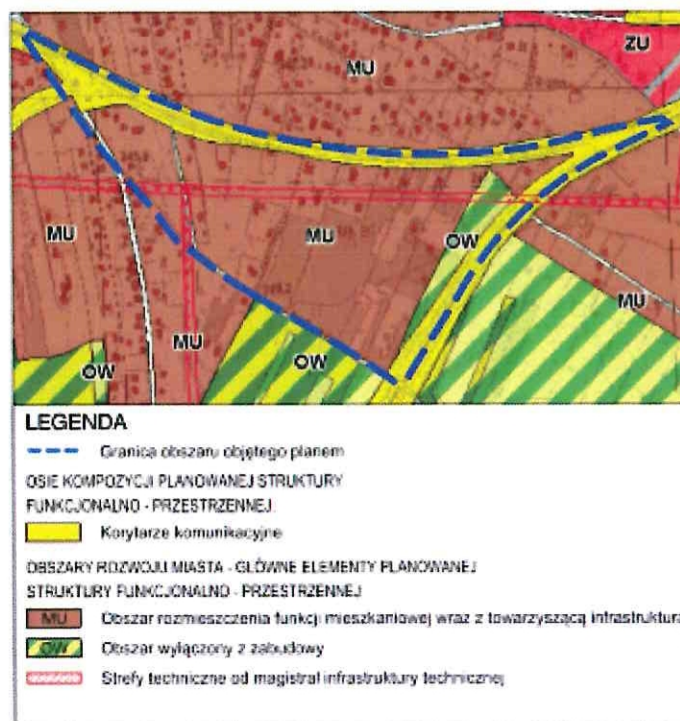 ZU
MU
MU
MU
OW
MU
MU
OW
OW
LEGENDA
Granica obszaru objętego planem
OSIE KOMPOZYCJI PLANOWANEJ STRUKTURY
FUNKCJONALNO - PRZESTRZENNEJ:
Korytarze komunikacyjne
OBSZARY ROZWOJU MIASTA - GŁÓWNE ELEMENTY PLANOWANEJ
STRUKTURY FUNKCJONALNO - PRZESTRZENNEJ
MU Obszar rozmieszczenia funkcji mieszkaniowej wraz z towarzyszącą infrastrukturą
OW Obszar wyłączony z zabudowy
Strefy techniczne od magistral infrastruktury technicznej